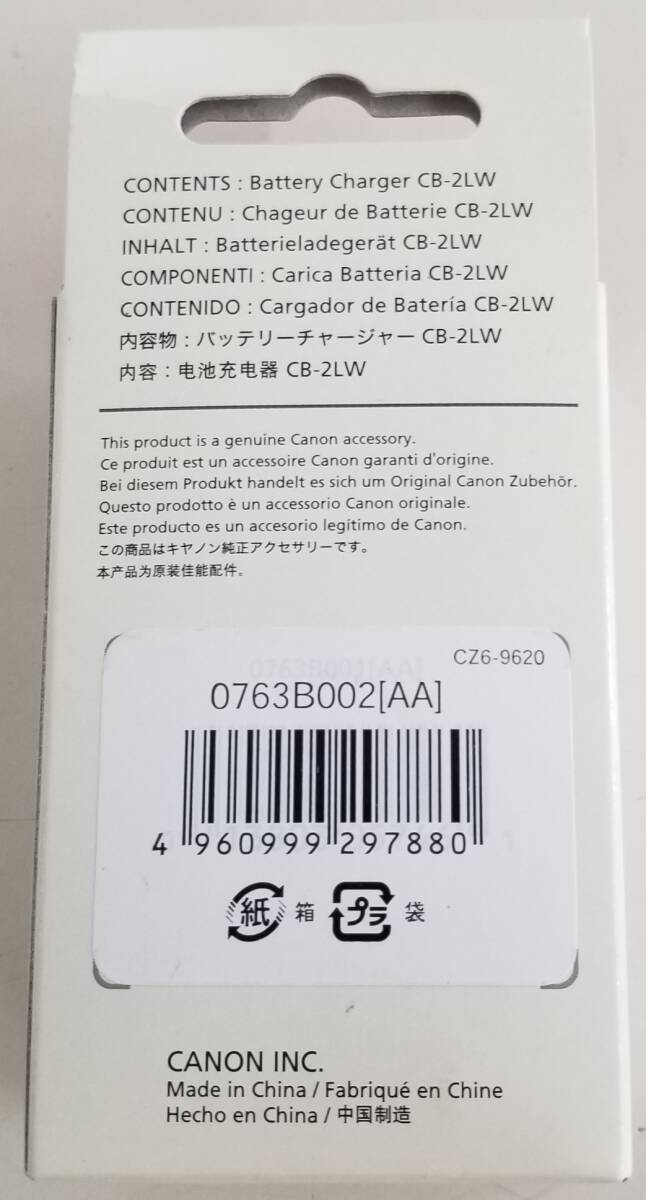 CONTENTS : Battery Charger CB-2LW
CONTENU : Chageur de Batterie CB-2LW
INHALT : Batterieladegerät CB-2LW
COMPONENTI : Carica Batteria CB-2LW
CONTENIDO : Cargador de Batería CB-2LW
内容物 : バッテリーチャージャー CB-2LW
内容 : 电池充电器 CB-2LW
This product is a genuine Canon accessory.
Ce produit est un accessoire Canon garanti d'origine.
Bei diesem Produkt handelt es sich um Original Canon Zubehör.
Questo prodotto è un accessorio Canon originale.
Este producto es un accesorio legítimo de Canon.
この商品はキヤノン純正アクセサリーです。
本产品为原装佳能配件。
CZ6-9620
0763B002[AA]
4 960999 297880
紙 箱 プラ 袋
CANON INC.
Made in China / Fabriqué en Chine
Hecho en China / 中国制造